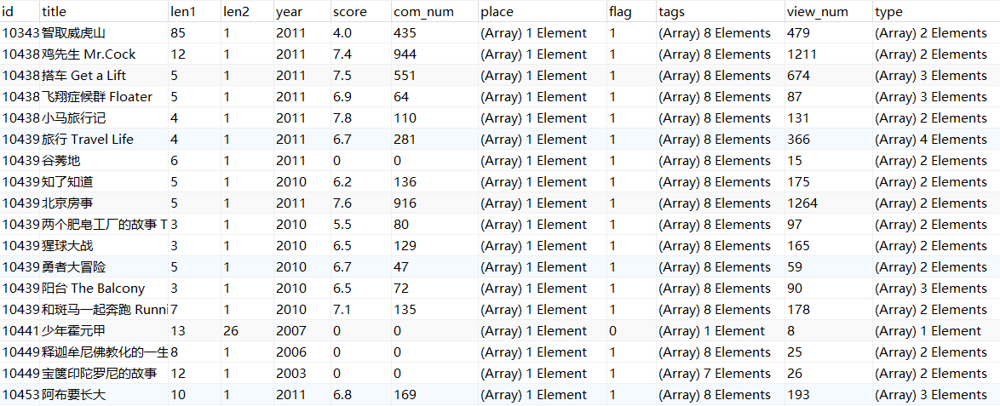 id title len1 len2 year score com_num place flag tags view_num type
10343 智取威虎山 85 1 2011 4.0 435 (Array) 1 Element 1 (Array) 8 Elements 479 (Array) 2 Elements
10438 鸡先生 Mr.Cock 12 1 2011 7.4 944 (Array) 1 Element 1 (Array) 8 Elements 1211 (Array) 2 Elements
10438 搭车 Get a Lift 5 1 2011 7.5 551 (Array) 1 Element 1 (Array) 8 Elements 674 (Array) 3 Elements
10438 飞翔症候群 Floater 5 1 2011 6.9 64 (Array) 1 Element 1 (Array) 8 Elements 87 (Array) 3 Elements
10438 小马旅行记 4 1 2011 7.8 110 (Array) 1 Element 1 (Array) 8 Elements 131 (Array) 2 Elements
10439 旅行 Travel Life 4 1 2011 6.7 281 (Array) 1 Element 1 (Array) 8 Elements 366 (Array) 4 Elements
10439 谷莠地 6 1 2011 0 0 (Array) 1 Element 1 (Array) 8 Elements 15 (Array) 2 Elements
10439 知了知道 5 1 2010 6.2 136 (Array) 1 Element 1 (Array) 8 Elements 175 (Array) 2 Elements
10439 北京房事 5 1 2011 7.6 916 (Array) 1 Element 1 (Array) 8 Elements 1264 (Array) 2 Elements
10439 两个肥皂工厂的故事 T 3 1 2010 5.5 80 (Array) 1 Element 1 (Array) 8 Elements 97 (Array) 2 Elements
10439 猩球大战 3 1 2010 6.5 129 (Array) 1 Element 1 (Array) 8 Elements 165 (Array) 2 Elements
10439 勇者大冒险 5 1 2010 6.7 47 (Array) 1 Element 1 (Array) 8 Elements 59 (Array) 2 Elements
10439 阳台 The Balcony 3 1 2010 6.5 72 (Array) 1 Element 1 (Array) 8 Elements 90 (Array) 3 Elements
10439 和斑马一起奔跑 Runni 7 1 2010 7.1 135 (Array) 1 Element 1 (Array) 8 Elements 178 (Array) 2 Elements
10441 少年霍元甲 13 26 2007 0 0 (Array) 1 Element 0 (Array) 1 Element 8 (Array) 1 Element
10449 释迦牟尼佛教化的一生 8 1 2006 0 0 (Array) 1 Element 1 (Array) 8 Elements 25 (Array) 2 Elements
10449 宝箧印陀罗尼的故事 12 1 2003 0 0 (Array) 1 Element 1 (Array) 7 Elements 26 (Array) 2 Elements
10453 阿布要长大 10 1 2011 6.8 169 (Array) 1 Element 1 (Array) 8 Elements 193 (Array) 3 Elements